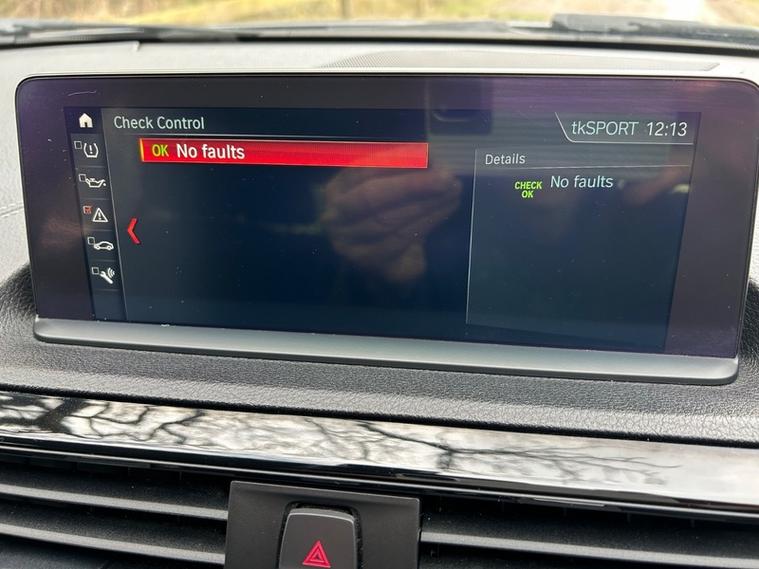 Check Control
tkSPORT 12:13
OK No faults
Details
CHECK OK No faults